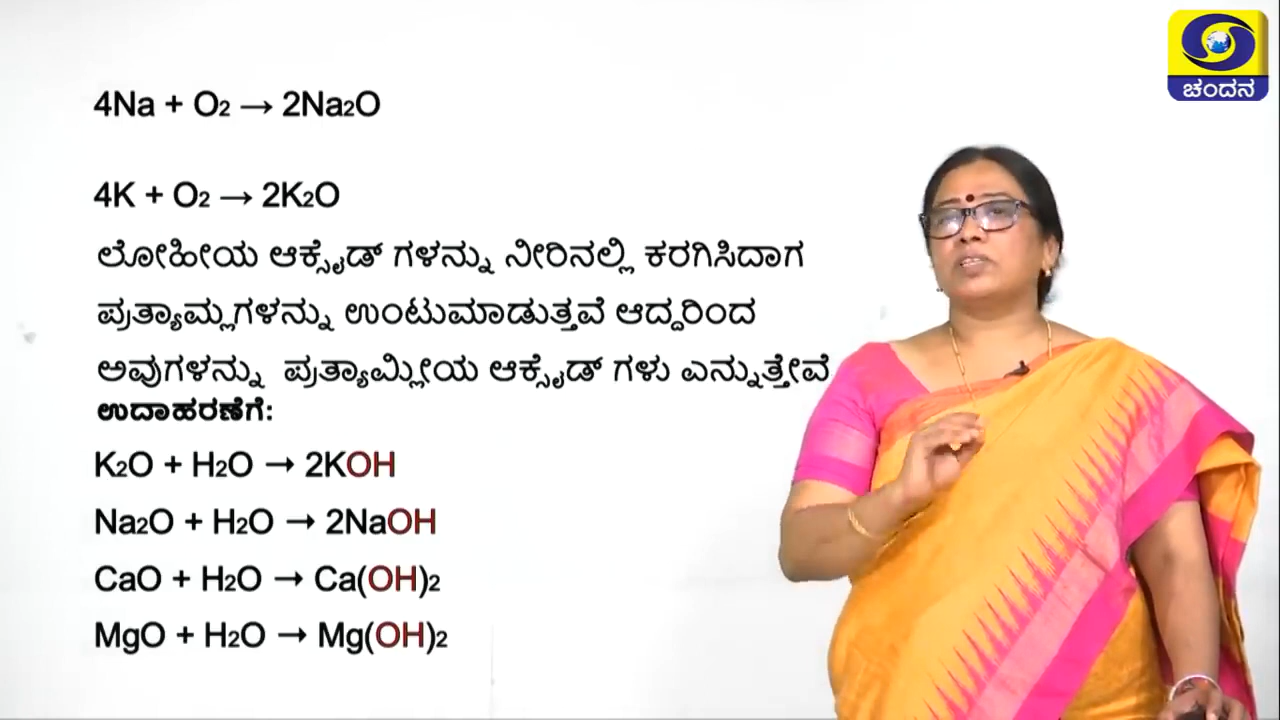 4Na + O₂ → 2Na₂O
ಚಂದನ
4K + O₂ → 2K₂O
ಲೋಹೀಯ ಆಕ್ಸೈಡ್ ಗಳನ್ನು ನೀರಿನಲ್ಲಿ ಕರಗಿಸಿದಾಗ
ಪ್ರತ್ಯಾಮ್ಲಗಳನ್ನು ಉಂಟುಮಾಡುತ್ತವೆ ಆದ್ದರಿಂದ
ಅವುಗಳನ್ನು ಪ್ರತ್ಯಾಮ್ಲೀಯ ಆಕ್ಸೈಡ್ ಗಳು ಎನ್ನುತ್ತೇವೆ
ಉದಾಹರಣೆಗೆ:
K₂O + H₂O → 2KOH
Na₂O + H₂O → 2NaOH
CaO + H₂O → Ca(OH)₂
MgO + H₂O → Mg(OH)₂